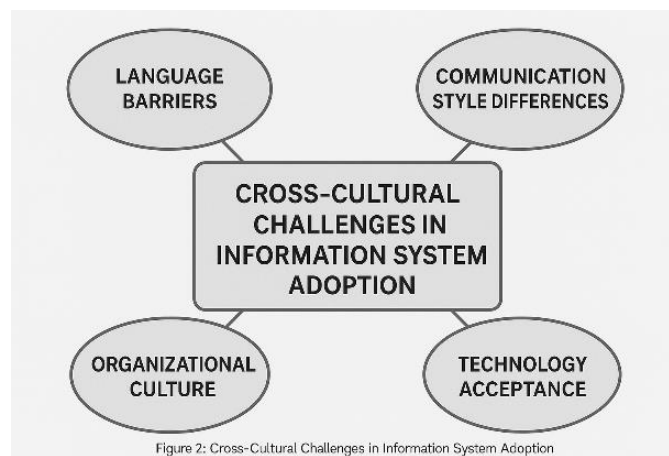 LANGUAGE
BARRIERS
COMMUNICATION
STYLE DIFFERENCES
CROSS-CULTURAL
CHALLENGES IN
INFORMATION SYSTEM
ADOPTION
ORGANIZATIONAL
CULTURE
TECHNOLOGY
ACCEPTANCE
Figure 2: Cross-Cultural Challenges in Information System Adoption